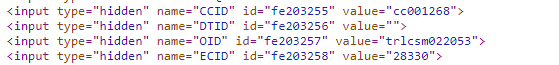 <input type="hidden" name="CCID" id="fe203255" value="cc001268">
<input type="hidden" name="DTID" id="fe203256" value="">
<input type="hidden" name="OID" id="fe203257" value="trlcsm022053">
<input type="hidden" name="ECID" id="fe203258" value="28330">